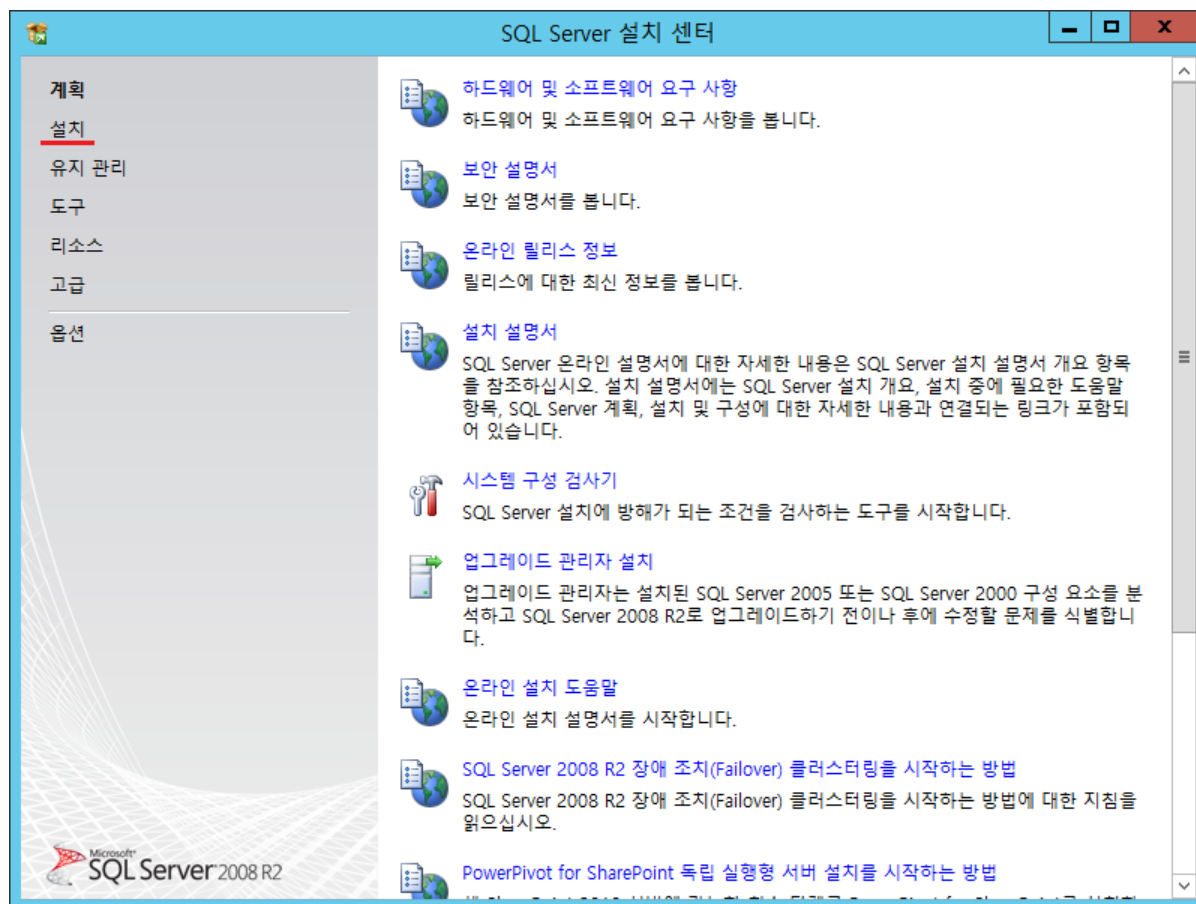 SQL Server 설치 센터
계획
설치
유지 관리
도구
리소스
고급
옵션
하드웨어 및 소프트웨어 요구 사항
하드웨어 및 소프트웨어 요구 사항을 봅니다.
보안 설명서
보안 설명서를 봅니다.
온라인 릴리스 정보
릴리스에 대한 최신 정보를 봅니다.
설치 설명서
SQL Server 온라인 설명서에 대한 자세한 내용은 SQL Server 설치 설명서 개요 항목
을 참조하십시오. 설치 설명서에는 SQL Server 설치 개요, 설치 중에 필요한 도움말
항목, SQL Server 계획, 설치 및 구성에 대한 자세한 내용과 연결되는 링크가 포함되
어 있습니다.
시스템 구성 검사기
SQL Server 설치에 방해가 되는 조건을 검사하는 도구를 시작합니다.
업그레이드 관리자 설치
업그레이드 관리자는 설치된 SQL Server 2005 또는 SQL Server 2000 구성 요소를 분
석하고 SQL Server 2008 R2로 업그레이드하기 전이나 후에 수정할 문제를 식별합니
다.
온라인 설치 도움말
온라인 설치 설명서를 시작합니다.
SQL Server 2008 R2 장애 조치(Failover) 클러스터링을 시작하는 방법
SQL Server 2008 R2 장애 조치(Failover) 클러스터링을 시작하는 방법에 대한 지침을
읽으십시오.
PowerPivot for SharePoint 독립 실행형 서버 설치를 시작하는 방법
Microsoft
SQL Server 2008 R2